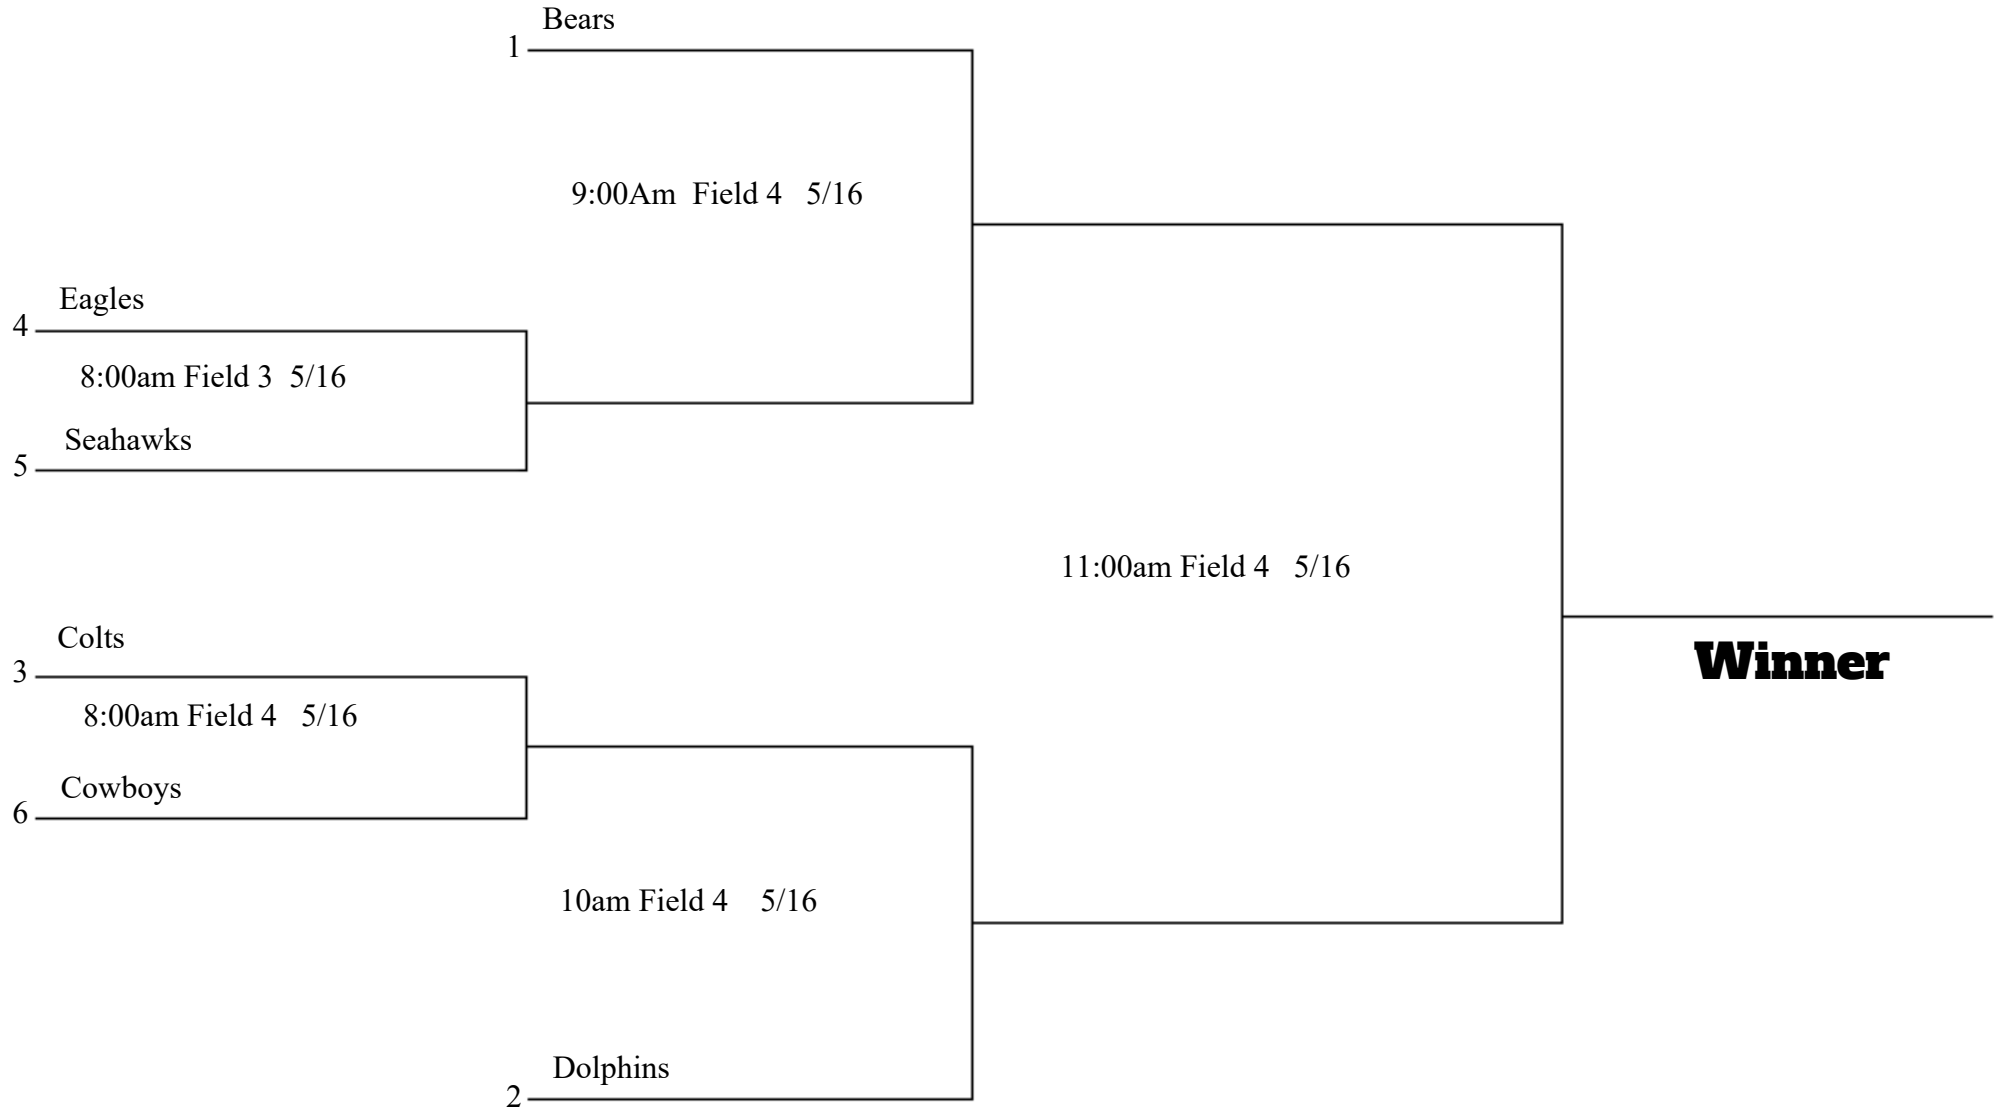 Bears
1
9:00Am Field 4 5/16
Eagles
4
8:00am Field 3 5/16
Seahawks
5
11:00am Field 4 5/16
Colts
3
Winner
8:00am Field 4 5/16
Cowboys
6
10am Field 4 5/16
Dolphins
2